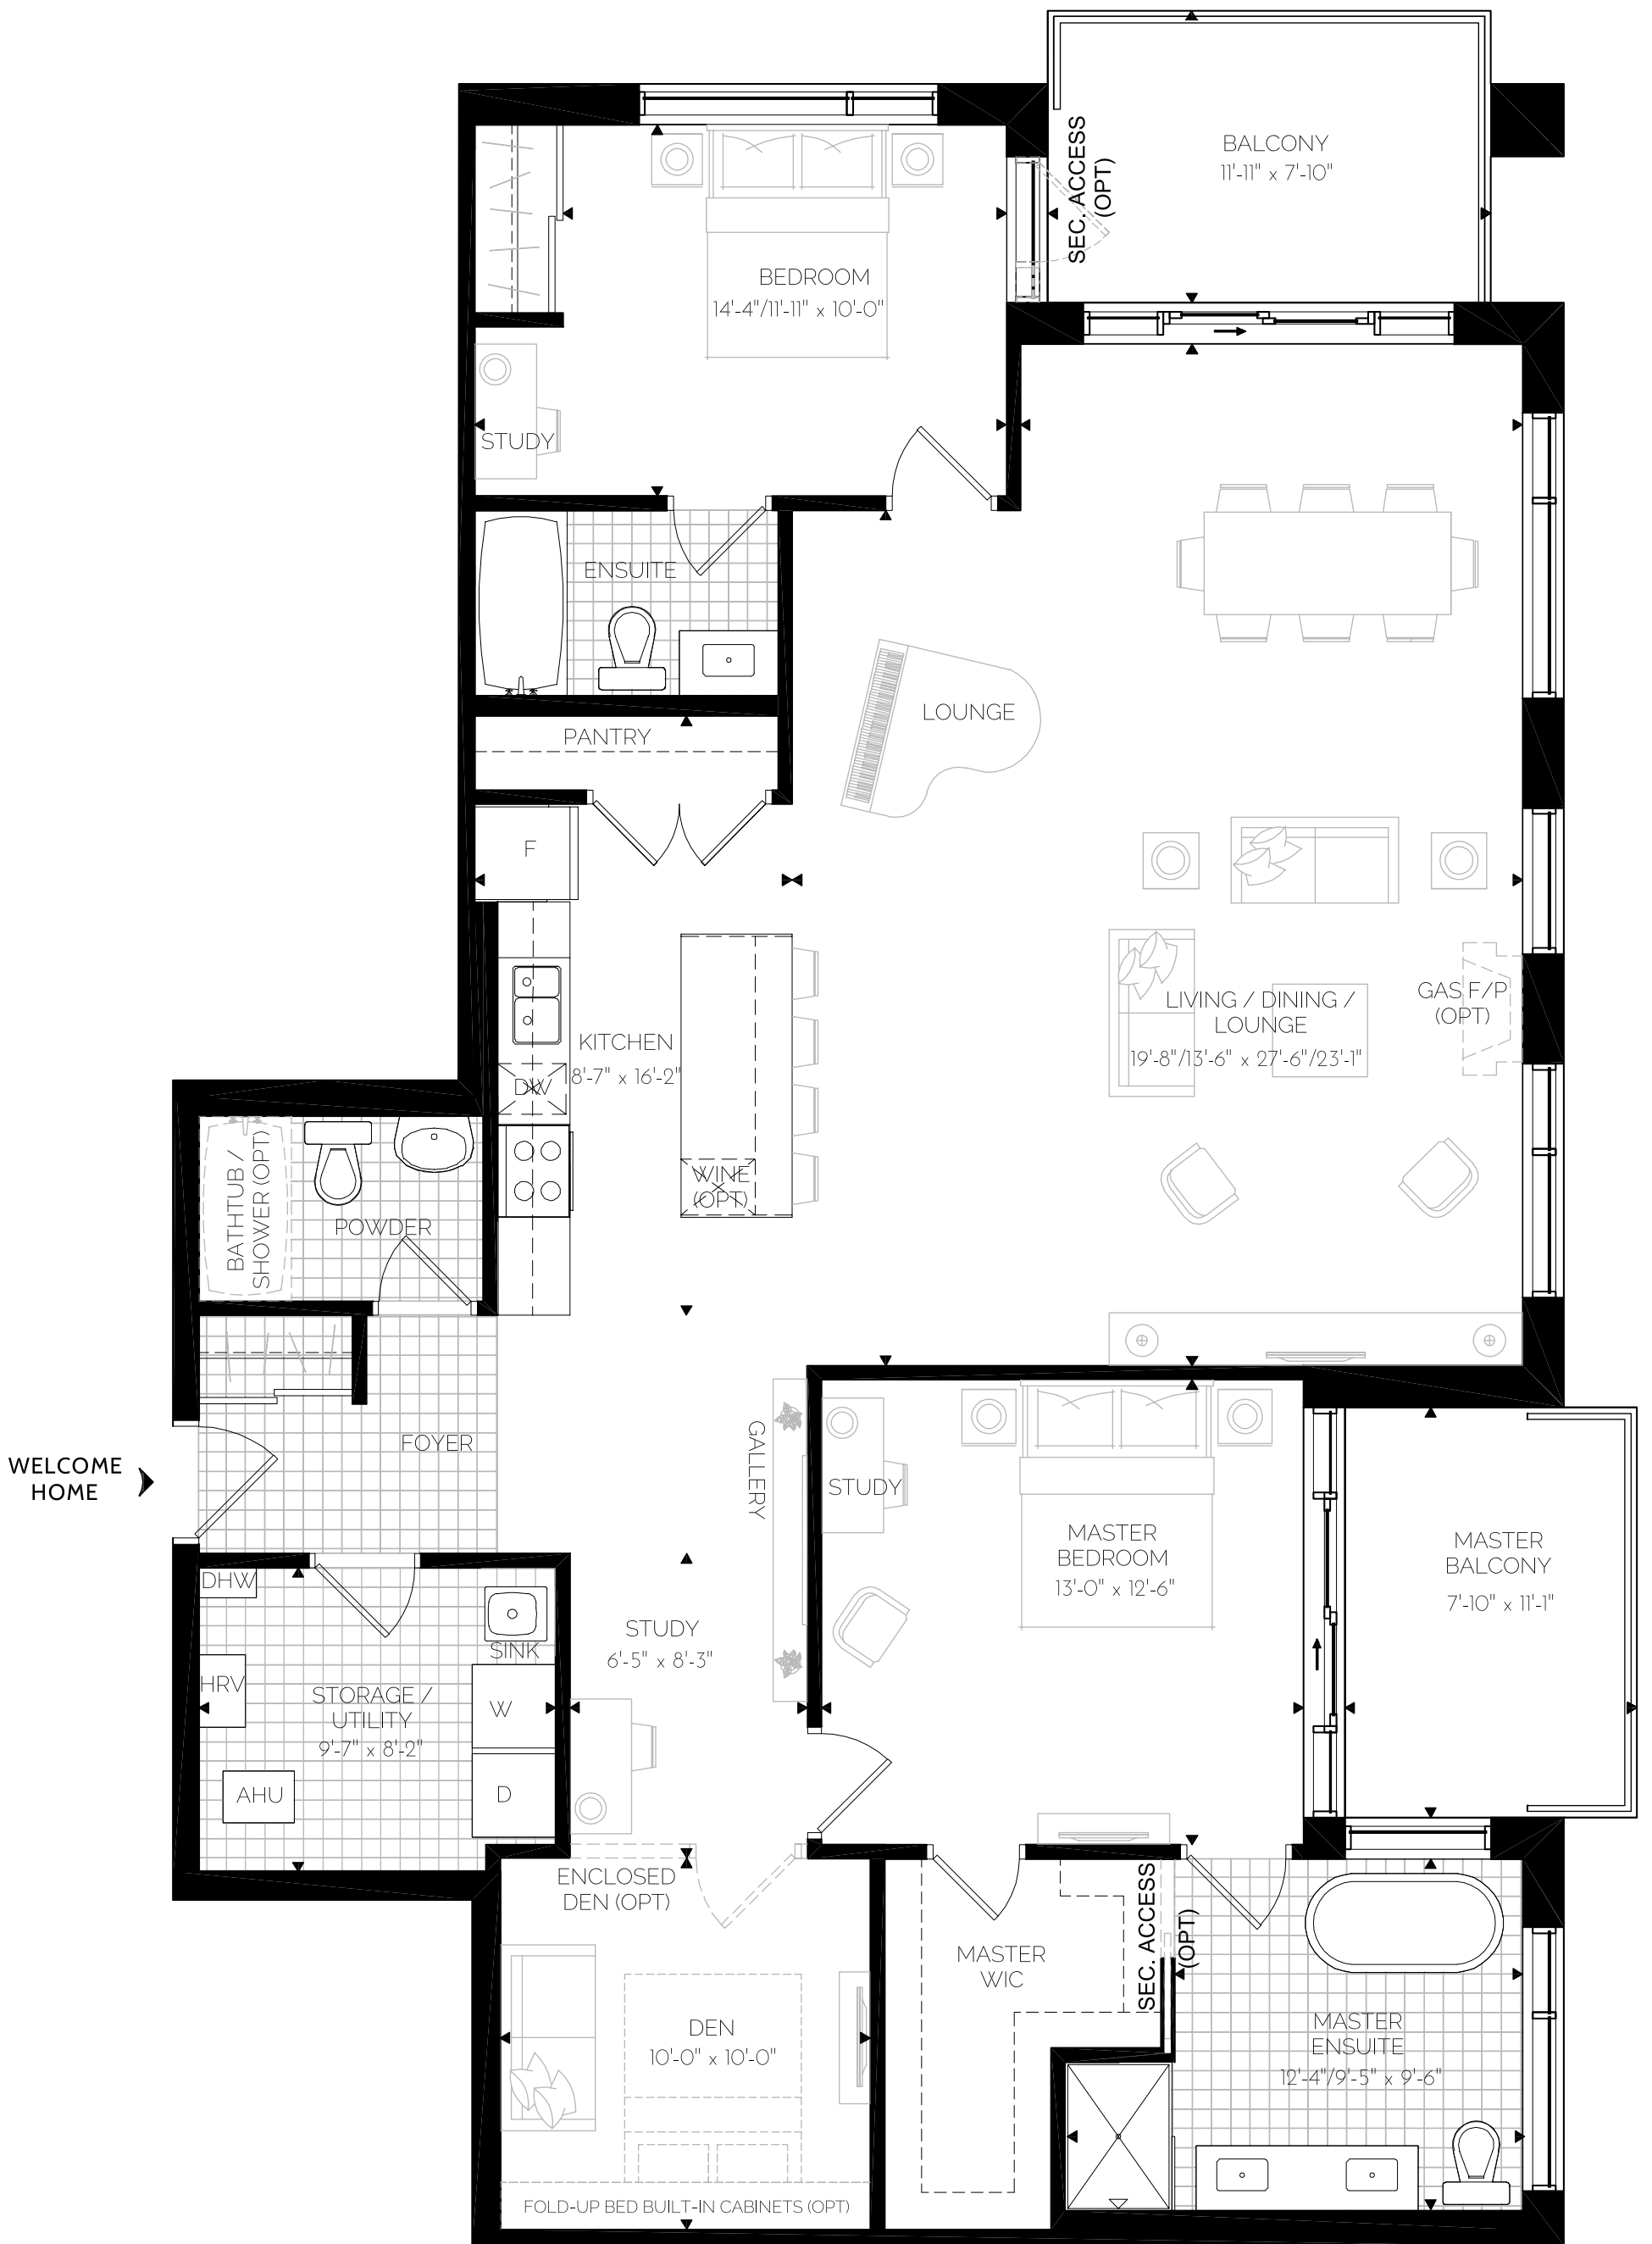 BALCONY
11'-11" x 7'-10"
SEC. ACCESS
(OPT)
BEDROOM
14'-4"/11'-11" x 10'-0"
STUDY
ENSUITE
LOUNGE
PANTRY
F
KITCHEN
8'-7" x 16'-2"
DW
LIVING / DINING /
LOUNGE
19'-8"/13'-6" x 27'-6"/23'-1"
GAS F/P
(OPT)
WINE
(OPT)
BATHTUB /
SHOWER (OPT)
POWDER
FOYER
WELCOME
HOME
GALLERY
STUDY
MASTER
BEDROOM
13'-0" x 12'-6"
MASTER
BALCONY
7'-10" x 11'-1"
DHW
SINK
HRV
STORAGE /
UTILITY
9'-7" x 8'-2"
W
AHU
D
STUDY
6'-5" x 8'-3"
ENCLOSED
DEN (OPT)
MASTER
WIC
SEC. ACCESS
(OPT)
DEN
10'-0" x 10'-0"
MASTER
ENSUITE
12'-4"/9'-5" x 9'-6"
FOLD-UP BED BUILT-IN CABINETS (OPT)